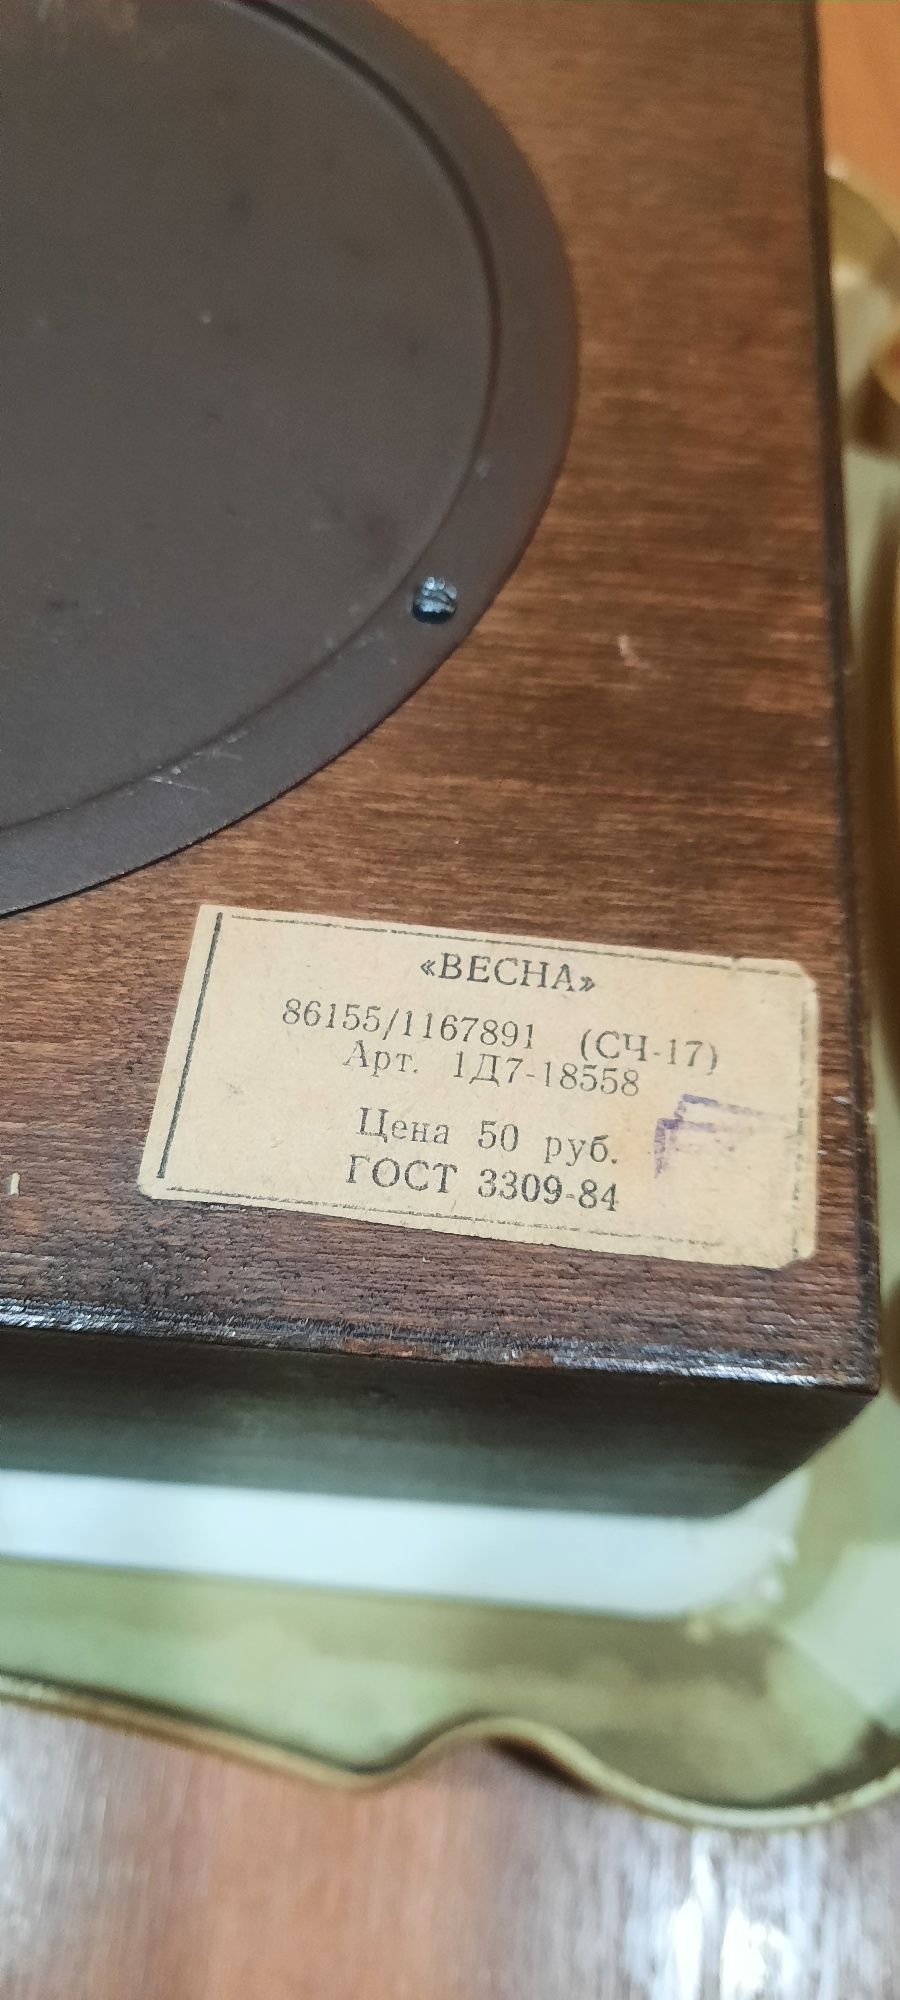 «ВЕСНА»
86155/1167891 (СЧ-17)
Арт. 1Д7-18558
Цена 50 руб.
ГОСТ 3309-84